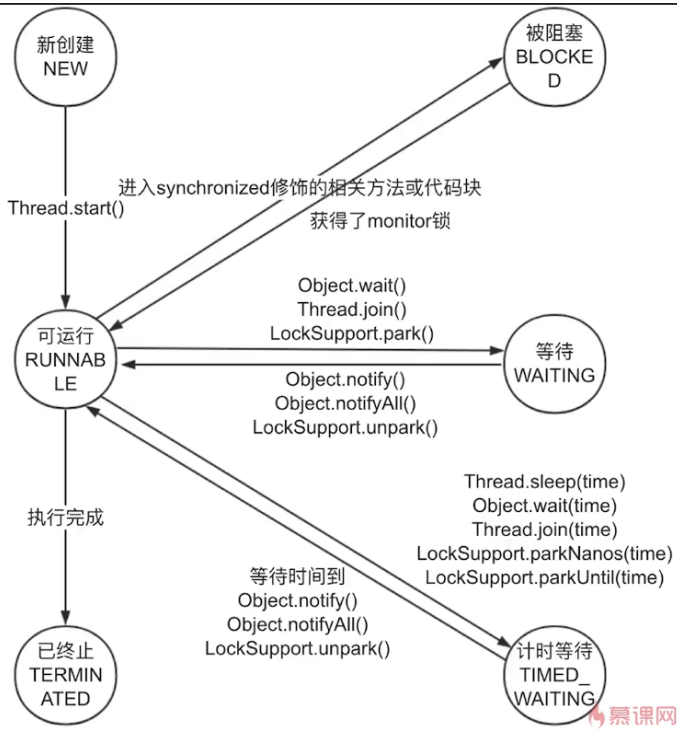 新创建
NEW
被阻塞
BLOCKE
D
进入synchronized修饰的相关方法或代码块
Thread.start()
获得了monitor锁
Object.wait()
Thread.join()
LockSupport.park()
可运行
RUNNAB
LE
等待
WAITING
Object.notify()
Object.notifyAll()
LockSupport.unpark()
Thread.sleep(time)
Object.wait(time)
Thread.join(time)
LockSupport.parkNanos(time)
LockSupport.parkUntil(time)
执行完成
等待时间到
Object.notify()
Object.notifyAll()
LockSupport.unpark()
已终止
TERMIN
ATED
计时等待
TIMED_
WAITING
慕课网